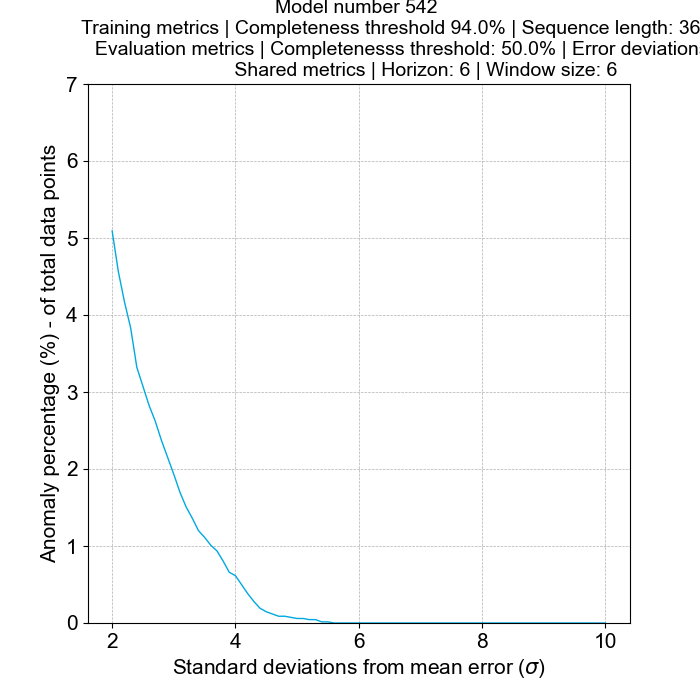 Model number 542
Training metrics | Completeness threshold 94.0% | Sequence length: 36
Evaluation metrics | Completenesss threshold: 50.0% | Error deviation
Shared metrics | Horizon: 6 | Window size: 6
7
6
5
4
3
2
1
0
Anomaly percentage (%) - of total data points
2 4 6 8 10
Standard deviations from mean error (σ)